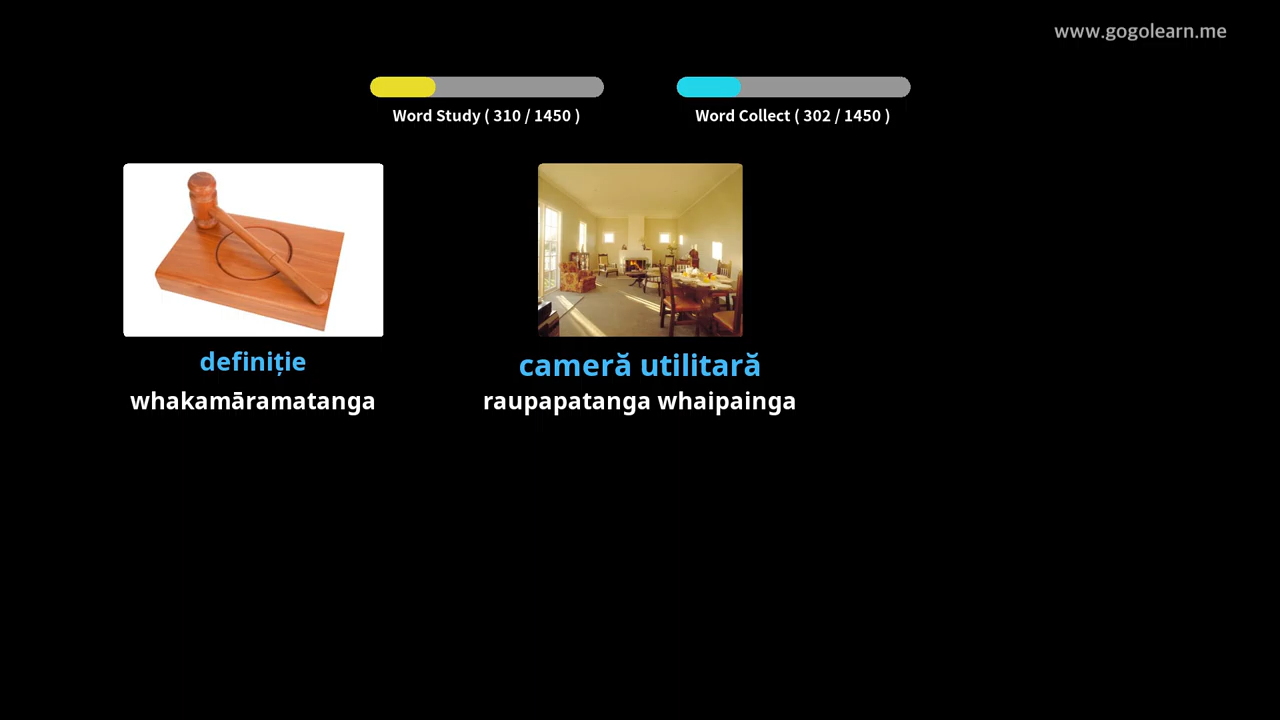 www.gogolearn.me
Word Study ( 310 / 1450 )
Word Collect ( 302 / 1450 )
definiție
whakamāramatanga
cameră utilitară
raupapatanga whaipainga